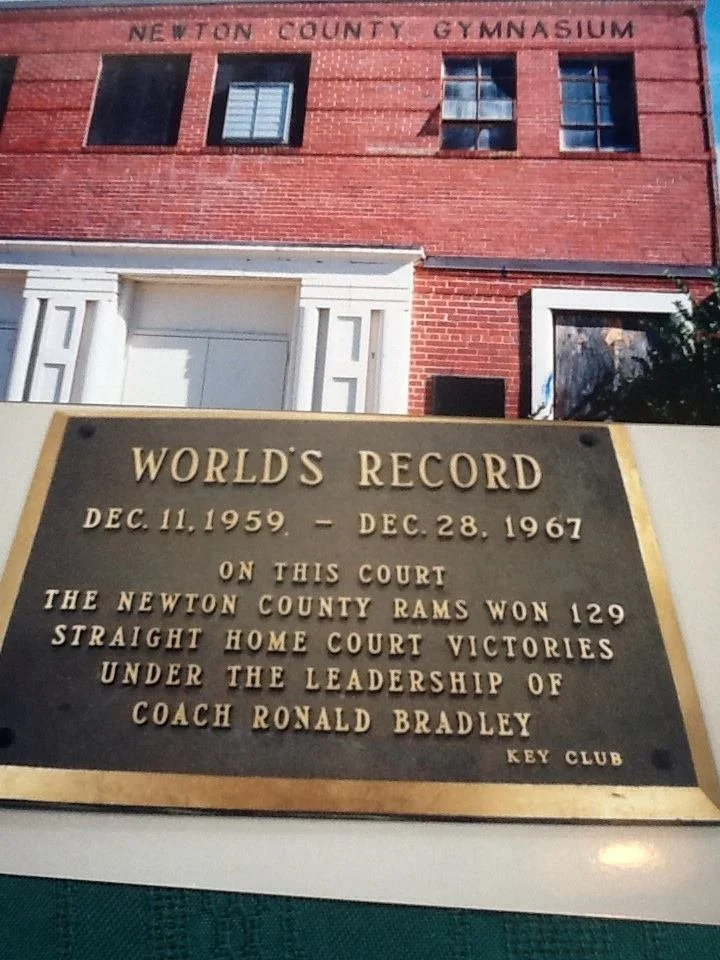 NEWTON COUNTY GYMNASIUM
WORLD'S RECORD
DEC. 11, 1959 - DEC. 28, 1967
ON THIS COURT
THE NEWTON COUNTY RAMS WON 129
STRAIGHT HOME COURT VICTORIES
UNDER THE LEADERSHIP OF
COACH RONALD BRADLEY
KEY CLUB